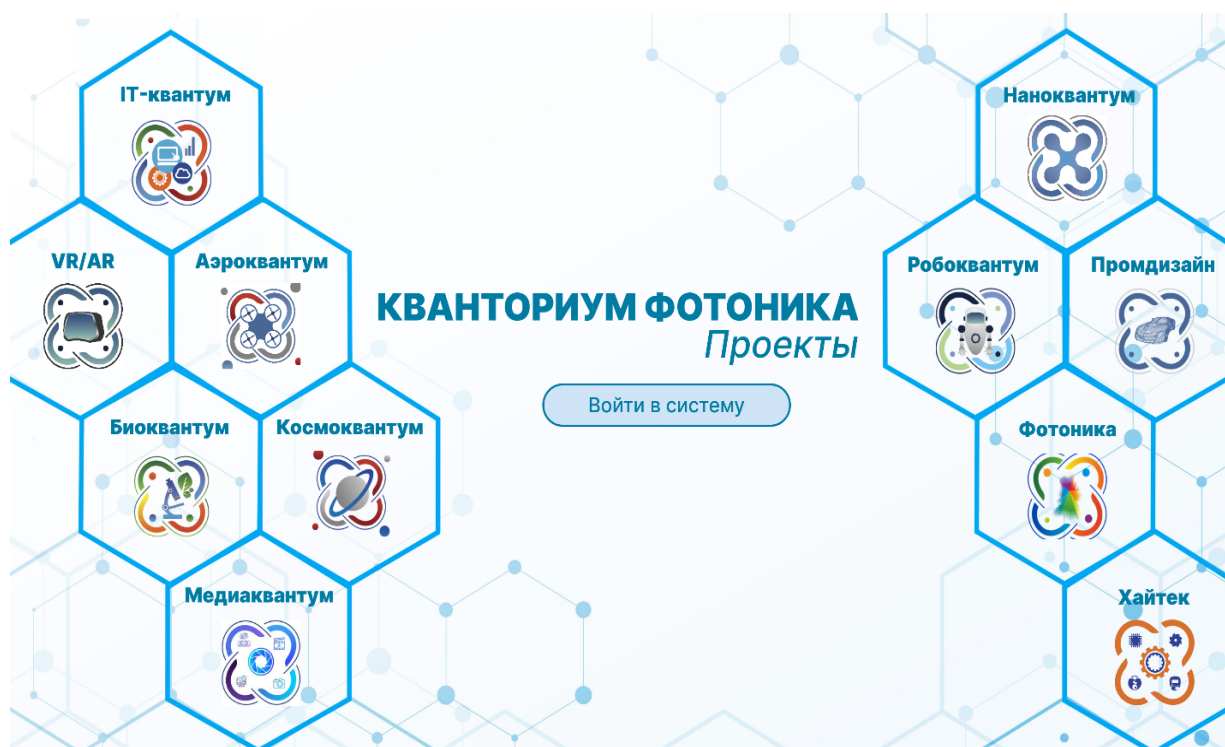 IT-квантум
VR/AR
Аэроквантум
Биоквантум
Космоквантум
Медиаквантум
КВАНТОРИУМ ФОТОНИКА
Проекты
Войти в систему
Наноквантум
Робоквантум
Промдизайн
Фотоника
Хайтек